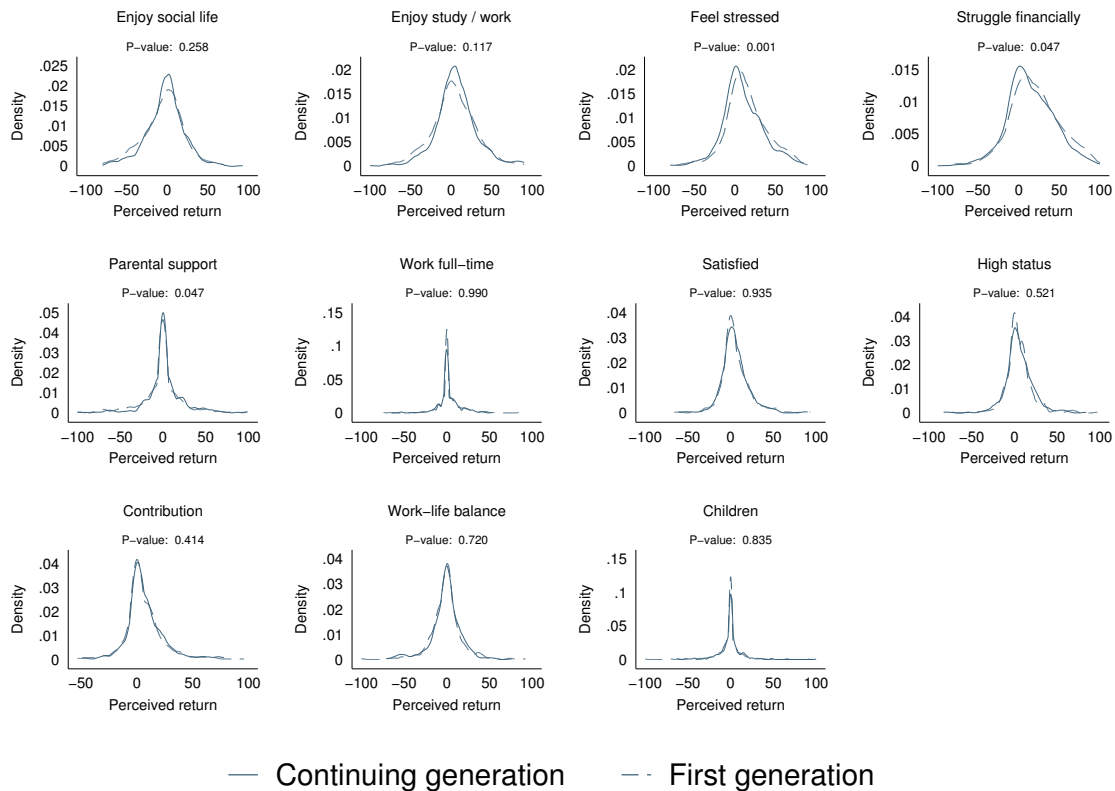 Enjoy social life
P−value: 0.258
.025
.02
.015
.01
.005
0
Density
−100 −50 0 50 100
Perceived return
Enjoy study / work
P−value: 0.117
.02
.015
.01
.005
0
Density
−100 −50 0 50 100
Perceived return
Feel stressed
P−value: 0.001
.02
.015
.01
.005
0
Density
−100 −50 0 50 100
Perceived return
Struggle financially
P−value: 0.047
.015
.01
.005
0
Density
−100 −50 0 50 100
Perceived return
Parental support
P−value: 0.047
.05
.04
.03
.02
.01
0
Density
−100 −50 0 50 100
Perceived return
Work full−time
P−value: 0.990
.15
.1
.05
0
Density
−100 −50 0 50 100
Perceived return
Satisfied
P−value: 0.935
.04
.03
.02
.01
0
Density
−100 −50 0 50 100
Perceived return
High status
P−value: 0.521
.04
.03
.02
.01
0
Density
−100 −50 0 50 100
Perceived return
Contribution
P−value: 0.414
.04
.03
.02
.01
0
Density
−50 0 50 100
Perceived return
Work−life balance
P−value: 0.720
.04
.03
.02
.01
0
Density
−100 −50 0 50 100
Perceived return
Children
P−value: 0.835
.15
.1
.05
0
Density
−100 −50 0 50 100
Perceived return
Continuing generation First generation